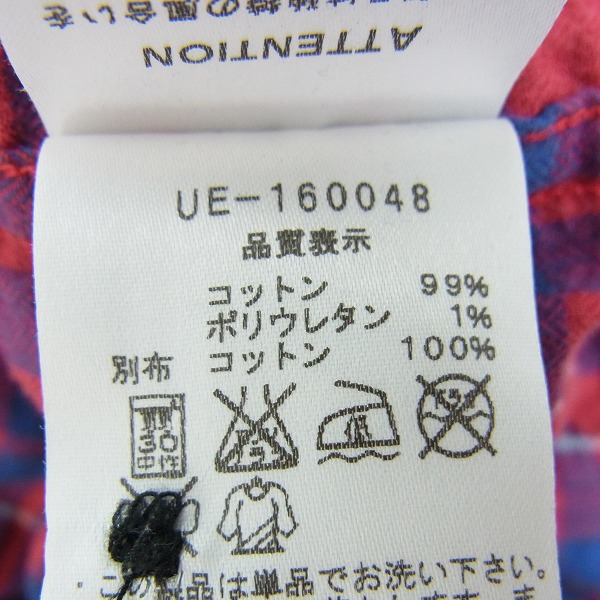 ATTENTION
UE-160048
品質表示
コットン 99%
ポリウレタン 1%
別布 コットン 100%
30
中性
・この製品は単品でお洗い下さい。